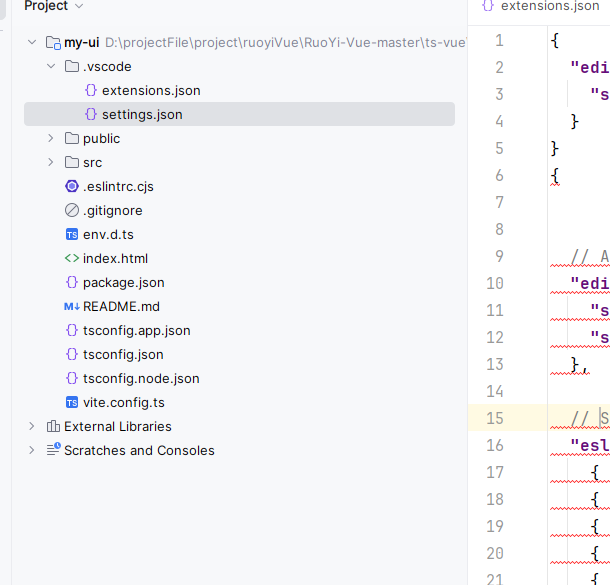 Project
extensions.json
my-ui D:\projectFile\project\ruoyiVue\RuoYi-Vue-master\ts-vue\
.vscode
extensions.json
settings.json
public
src
.eslintrc.cjs
.gitignore
TS env.d.ts
<> index.html
package.json
M↓ README.md
tsconfig.app.json
tsconfig.json
tsconfig.node.json
TS vite.config.ts
External Libraries
Scratches and Consoles
1 {
2 "edi
3 "s
4 }
5 }
6 {
7
8
9 // A
10 "edi
11 "s
12 "s
13 },
14
15 // S
16 "esl
17 {
18 {
19 {
20 {
21 {